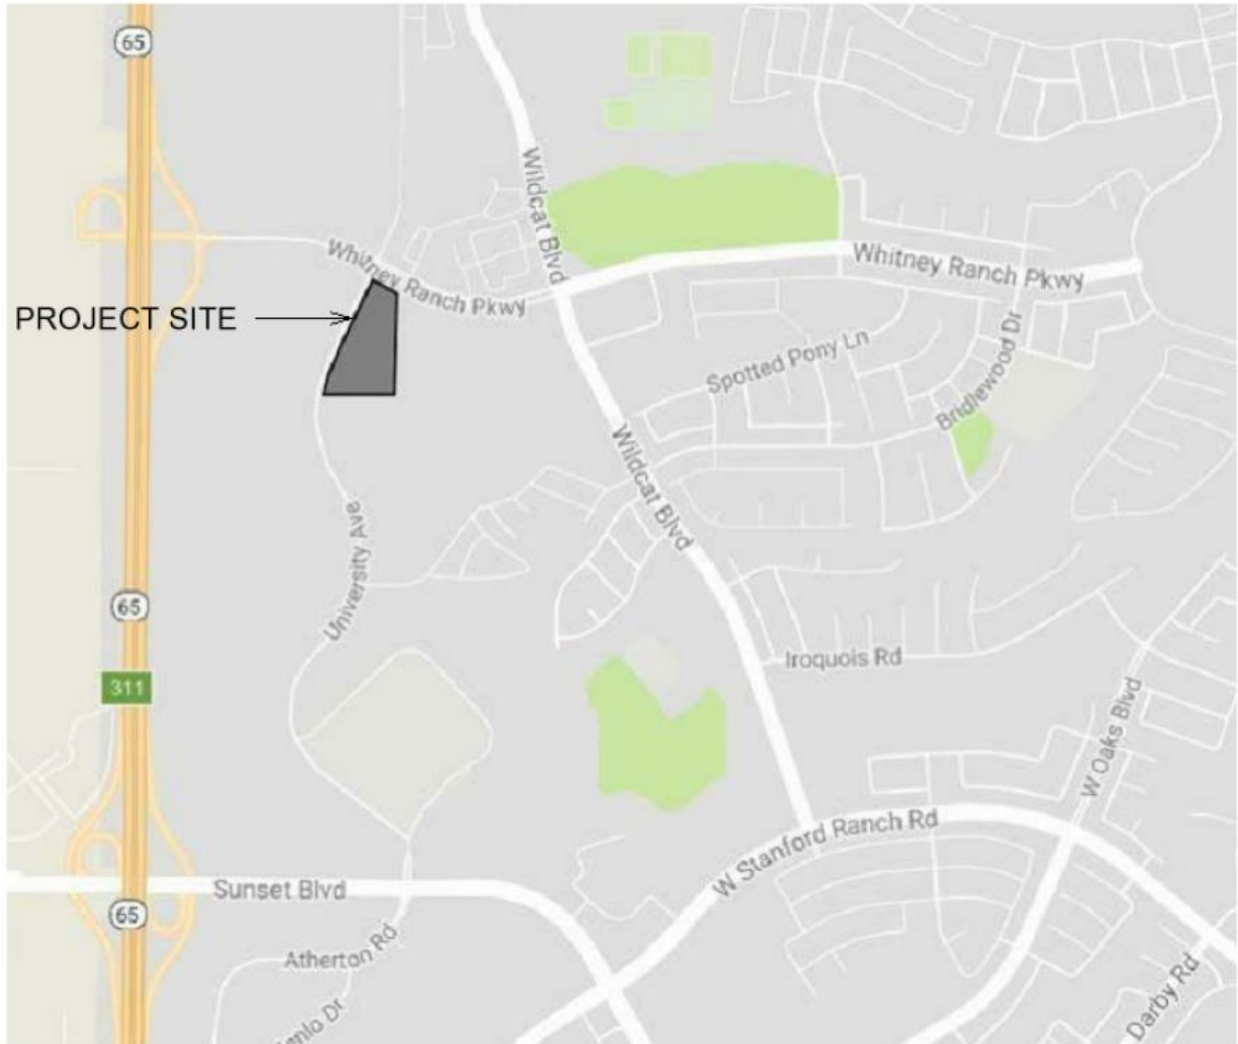 65
Wildcat Blvd
Whitney Ranch Pkwy
Whitney Ranch Pkwy
PROJECT SITE
Spotted Pony Ln
Bridlewood Dr
Wildcat Blvd
University Ave
65
Iroquois Rd
311
W Oaks Blvd
W Stanford Ranch Rd
Sunset Blvd
65
Atherton Rd
Darby Rd
Dr